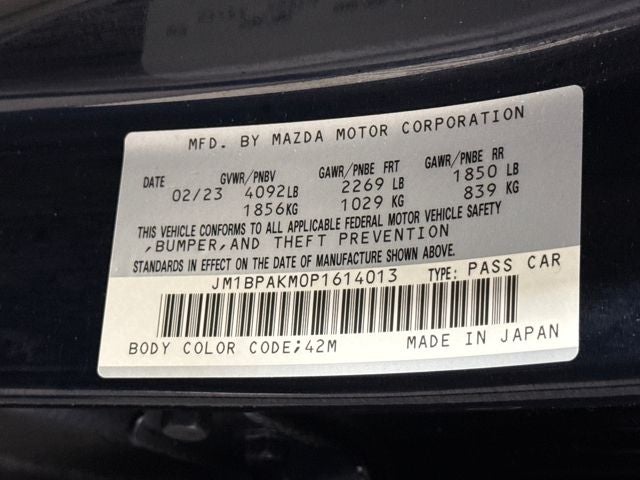 MFD. BY MAZDA MOTOR CORPORATION
DATE GVWR/PNBV GAWR/PNBE FRT GAWR/PNBE RR
02/23 4092LB 2269 LB 1850 LB
1856KG 1029 KG 839 KG
THIS VEHICLE CONFORMS TO ALL APPLICABLE FEDERAL MOTOR VEHICLE SAFETY
,BUMPER,AND THEFT PREVENTION
STANDARDS IN EFFECT ON THE DATE OF MANUFACTURE SHOWN ABOVE.
JM1BPAKM0P1614013 TYPE: PASS CAR
BODY COLOR CODE;42M MADE IN JAPAN